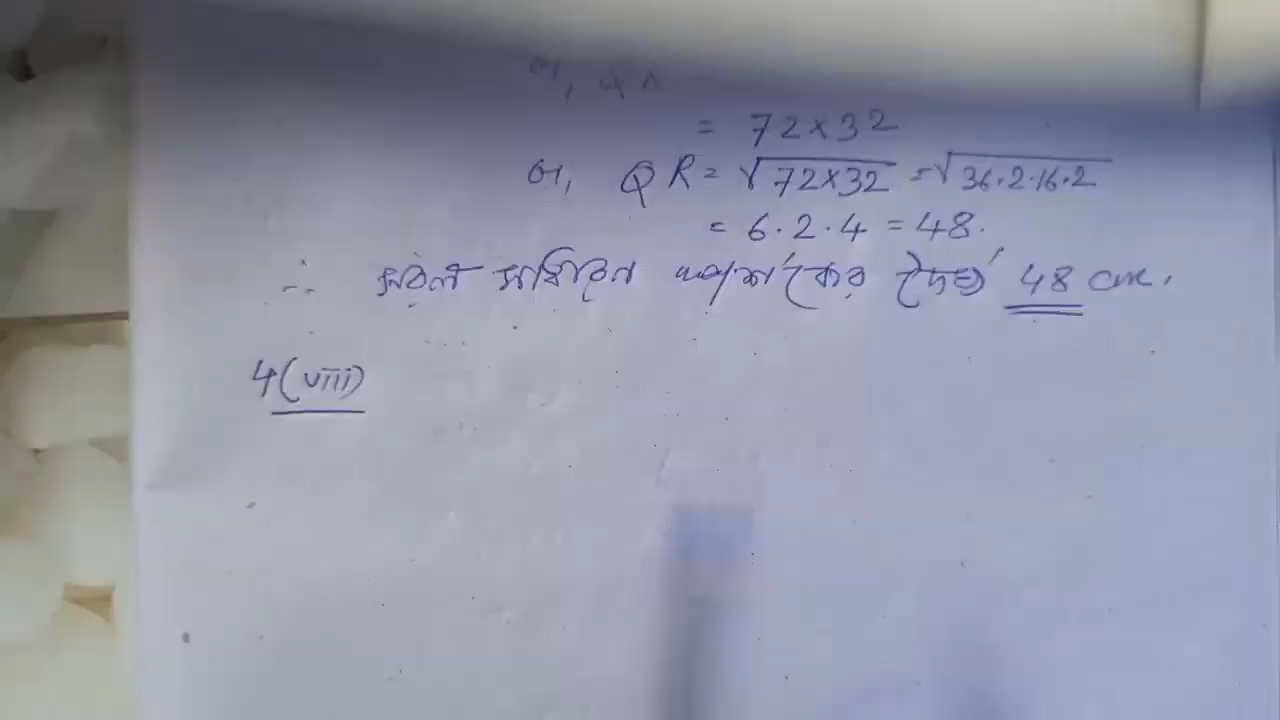 = 72×32
বা, QR = √72×32 = √36·2·16·2
= 6·2·4 = 48.
∴ সরল সাধারণ স্পর্শকের দৈর্ঘ্য 48 cm.
4(viii)